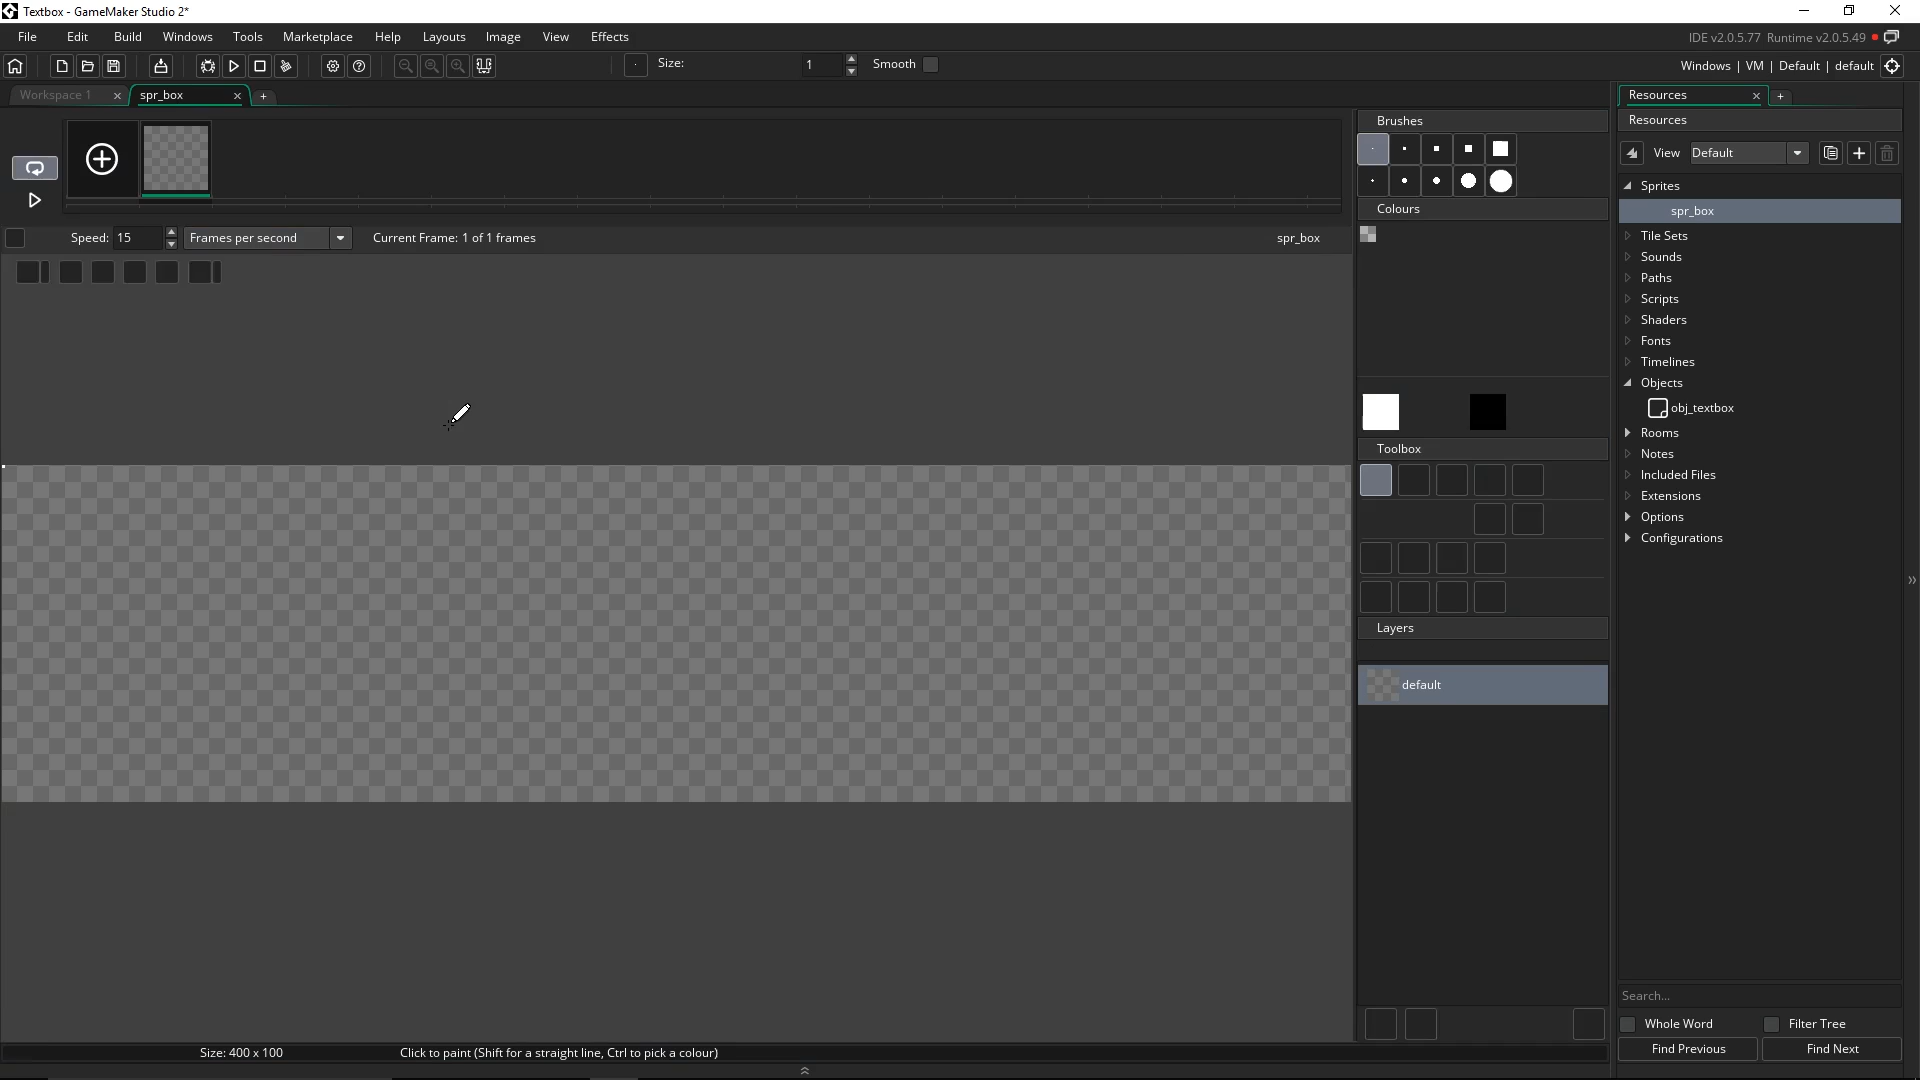 Textbox - GameMaker Studio 2*
File Edit Build Windows Tools Marketplace Help Layouts Image View Effects
IDE v2.0.5.77 Runtime v2.0.5.49
Size: 1 Smooth
Windows | VM | Default | default
Workspace 1
spr_box
Speed: 15 Frames per second Current Frame: 1 of 1 frames spr_box
Brushes
Colours
Toolbox
Layers
default
Resources
Resources
View Default
Sprites
spr_box
Tile Sets
Sounds
Paths
Scripts
Shaders
Fonts
Timelines
Objects
obj_textbox
Rooms
Notes
Included Files
Extensions
Options
Configurations
Search...
Whole Word Filter Tree
Find Previous Find Next
Size: 400 x 100 Click to paint (Shift for a straight line, Ctrl to pick a colour)